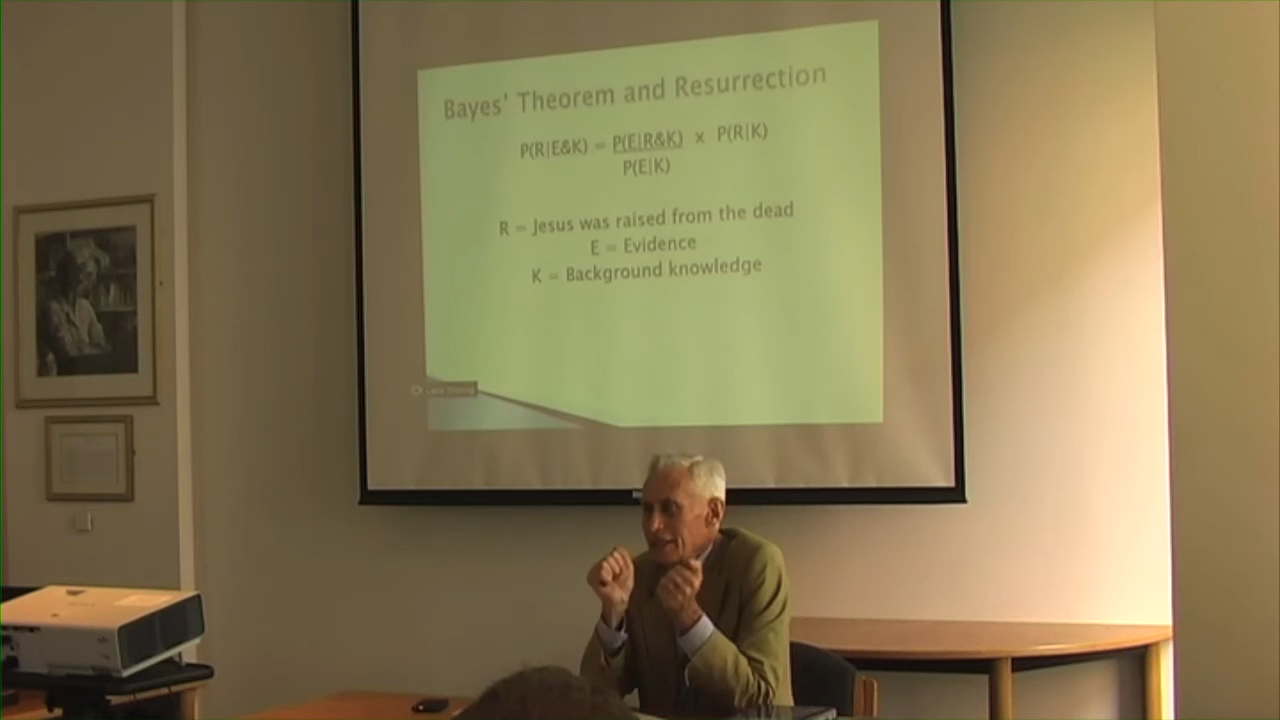 Bayes' Theorem and Resurrection
P(R|E&K) = P(E|R&K) x P(R|K)
P(E|K)
R = Jesus was raised from the dead
E = Evidence
K = Background knowledge